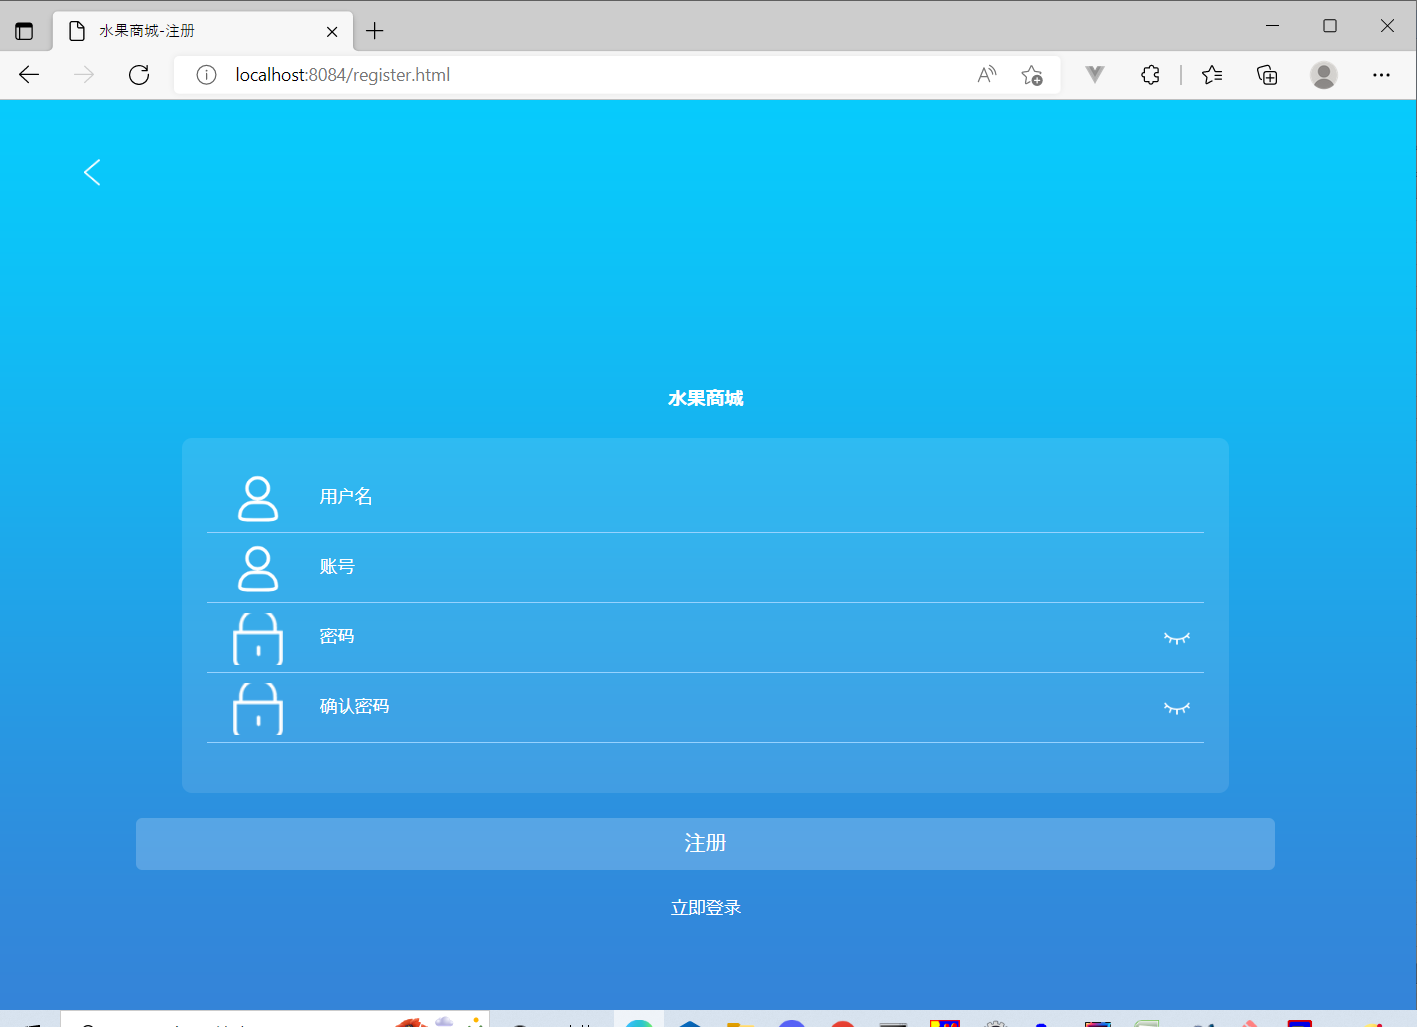 水果商城-注册
localhost:8084/register.html
水果商城
用户名
账号
密码
确认密码
注册
立即登录